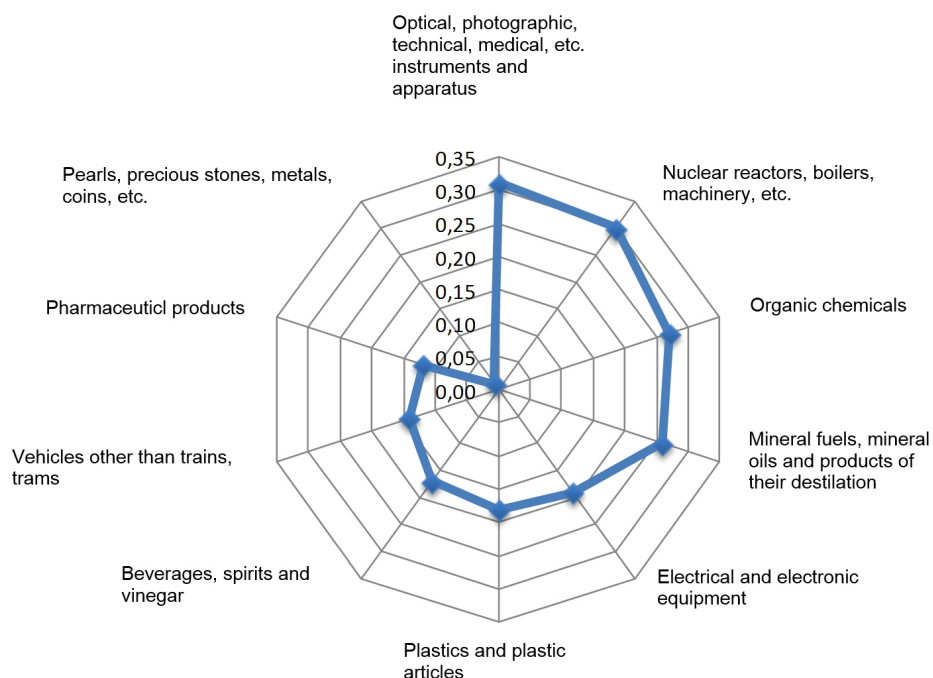 Optical, photographic,
technical, medical, etc.
instruments and
apparatus
Pearls, precious stones, metals,
coins, etc.
Nuclear reactors, boilers,
machinery, etc.
0,35
0,30
0,25
0,20
0,15
0,10
0,05
0,00
Pharmaceuticl products
Organic chemicals
Vehicles other than trains,
trams
Mineral fuels, mineral
oils and products of
their destilation
Beverages, spirits and
vinegar
Electrical and electronic
equipment
Plastics and plastic
articles